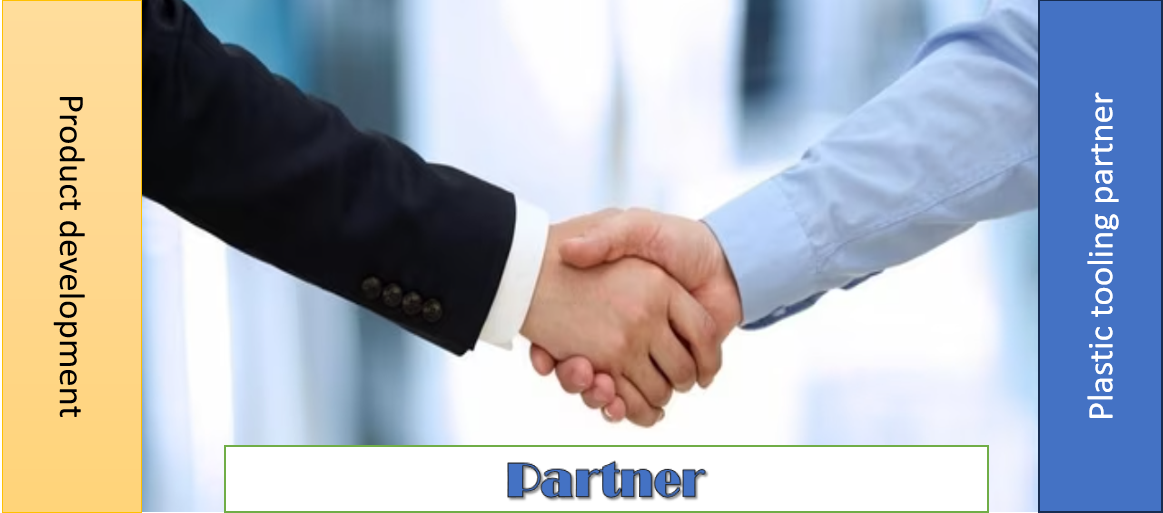 Product development
Plastic tooling partner
Partner